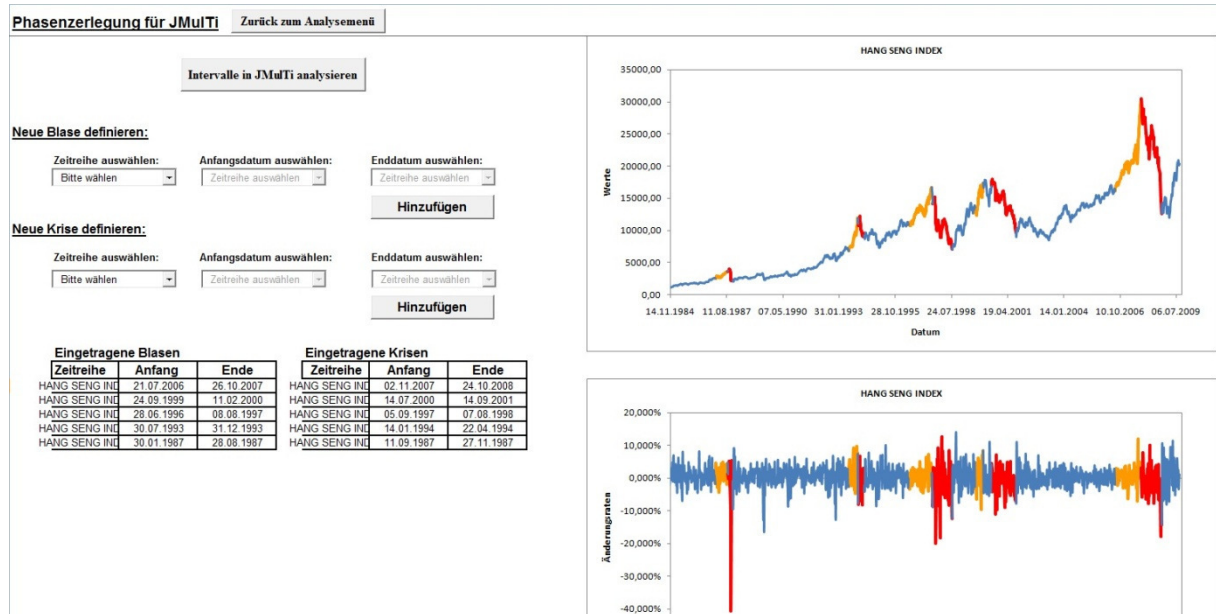 Phasenzerlegung für JMulTi
Zurück zum Analysemenü
Intervalle in JMulTi analysieren
Neue Blase definieren:
Zeitreihe auswählen: Anfangsdatum auswählen: Enddatum auswählen:
Bitte wählen Zeitreihe auswählen Zeitreihe auswählen
Hinzufügen
Neue Krise definieren:
Zeitreihe auswählen: Anfangsdatum auswählen: Enddatum auswählen:
Bitte wählen Zeitreihe auswählen Zeitreihe auswählen
Hinzufügen
Eingetragene Blasen
Zeitreihe Anfang Ende
HANG SENG IND 21.07.2006 26.10.2007
HANG SENG IND 24.09.1999 11.02.2000
HANG SENG IND 28.06.1996 08.08.1997
HANG SENG IND 30.07.1993 31.12.1993
HANG SENG IND 30.01.1987 28.08.1987
Eingetragene Krisen
Zeitreihe Anfang Ende
HANG SENG IND 02.11.2007 24.10.2008
HANG SENG IND 14.07.2000 14.09.2001
HANG SENG IND 05.09.1997 07.08.1998
HANG SENG IND 14.01.1994 22.04.1994
HANG SENG IND 11.09.1987 27.11.1987
HANG SENG INDEX
35000,00
30000,00
25000,00
20000,00
15000,00
10000,00
5000,00
0,00
Werte
14.11.1984 11.08.1987 07.05.1990 31.01.1993 28.10.1995 24.07.1998 19.04.2001 14.01.2004 10.10.2006 06.07.2009
Datum
HANG SENG INDEX
20,000%
10,000%
0,000%
-10,000%
-20,000%
-30,000%
-40,000%
Änderungsraten